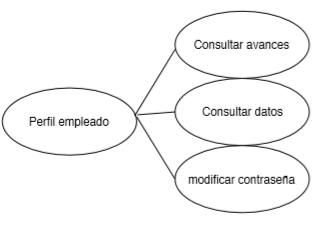 Consultar avances
Consultar datos
Perfil empleado
modificar contraseña